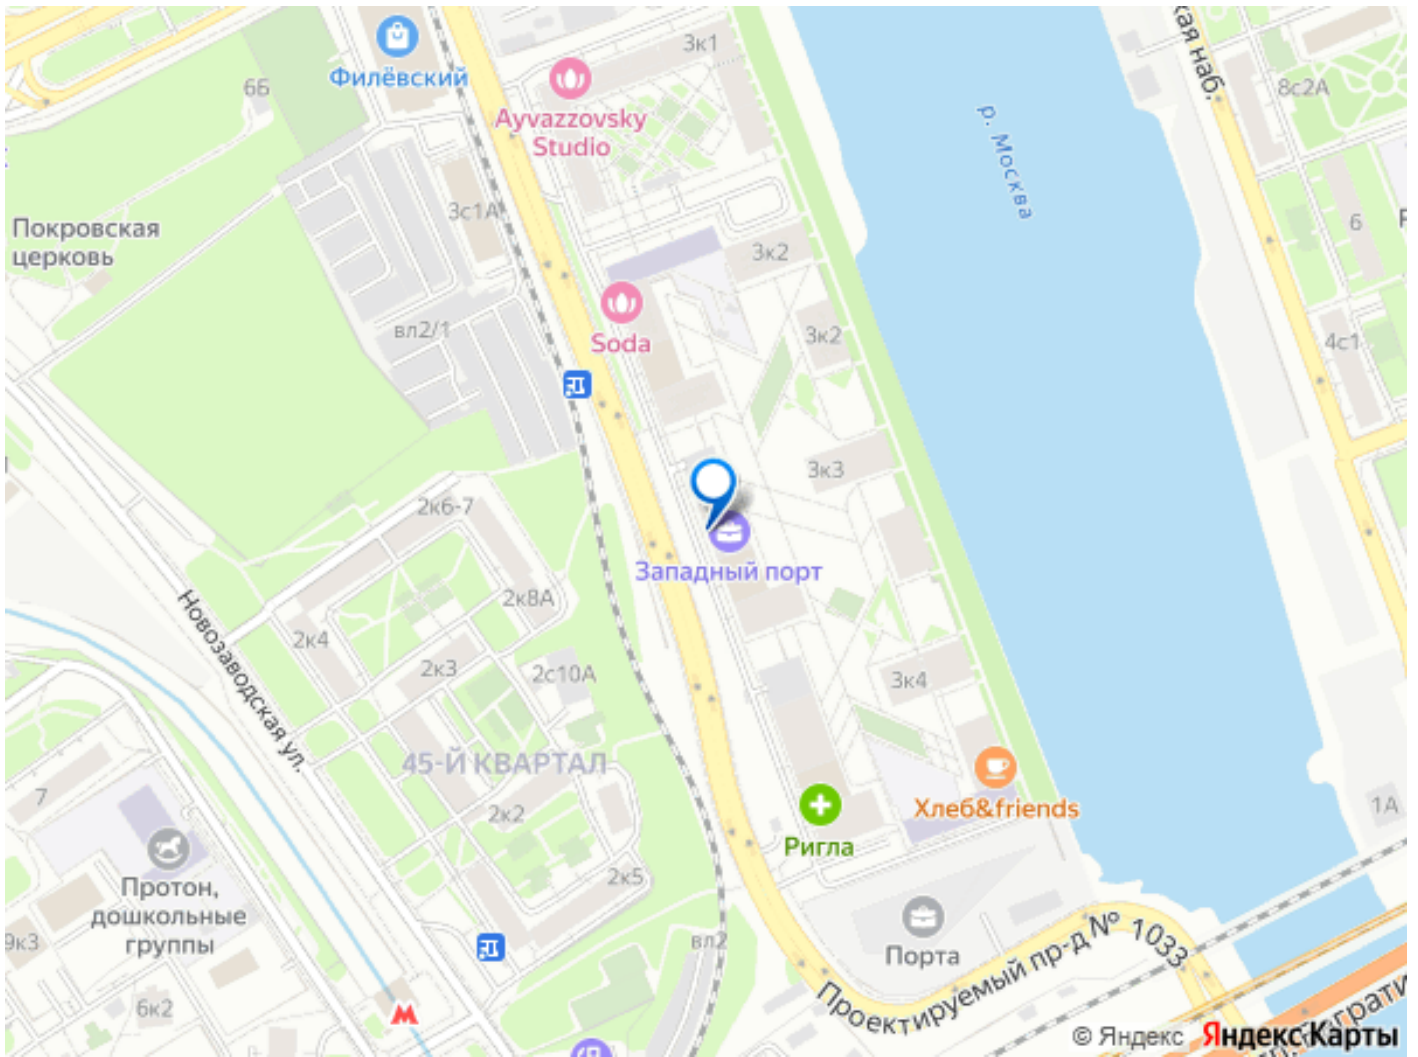 3к1
Филёвский
6Б
Ayvazzovsky
Studio
8с2А
кая наб.
р. Москва
3с1А
Покровская
церковь
3к2
6
Soda
вл2/1
3к2
4с1
3к3
2к6-7
Западный порт
2к8А
2к4
2к3
2с10А
3к4
Новозаводская ул.
45-Й КВАРТАЛ
7
2к2
Хлеб&friends
1А
Ригла
2к5
Протон,
дошкольные
группы
9к3
вл2
Порта
Проектируемый пр-д № 1033
6к2
© Яндекс Яндекс Карты